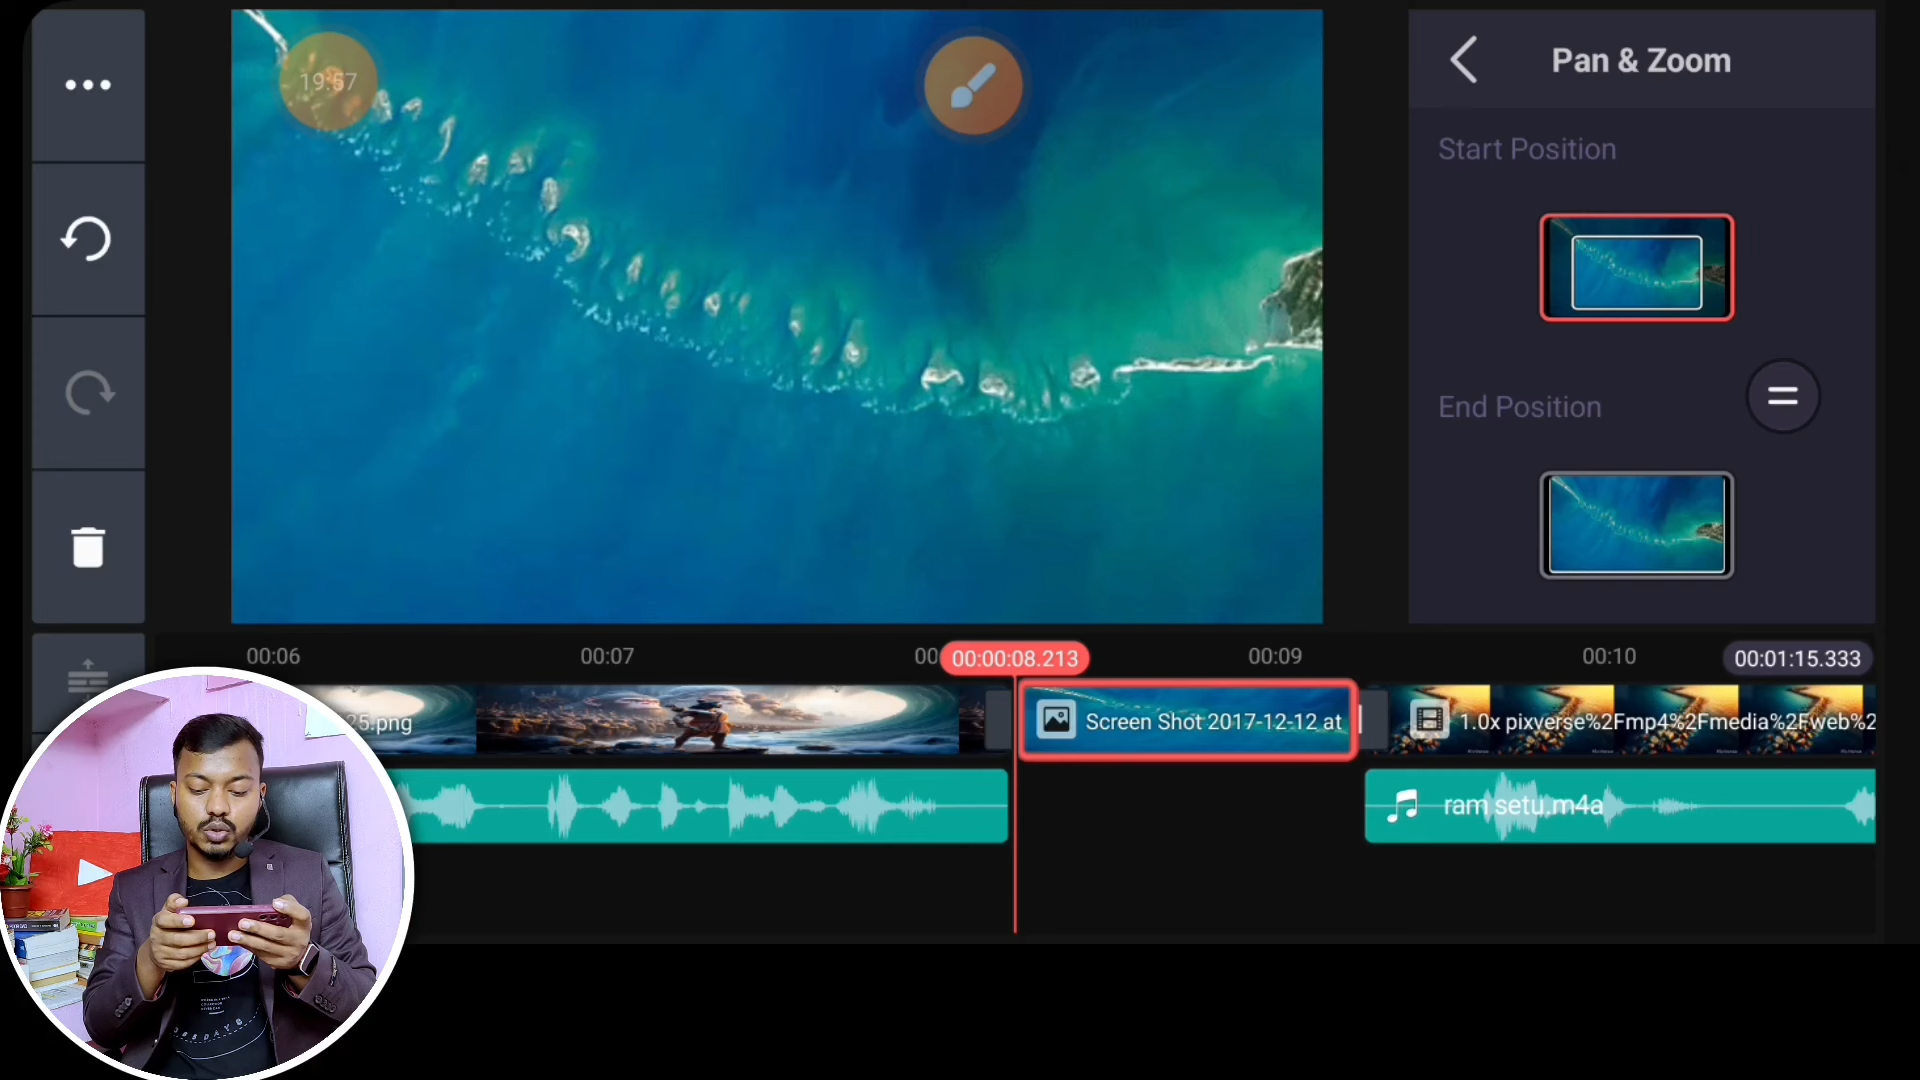 19:57
Pan & Zoom
Start Position
End Position
00:06
00:07
00
00:00:08.213
00:09
00:10
00:01:15.333
25.png
Screen Shot 2017-12-12 at
1.0x pixverse%2Fmp4%2Fmedia%2Fweb%2
ram setu.m4a